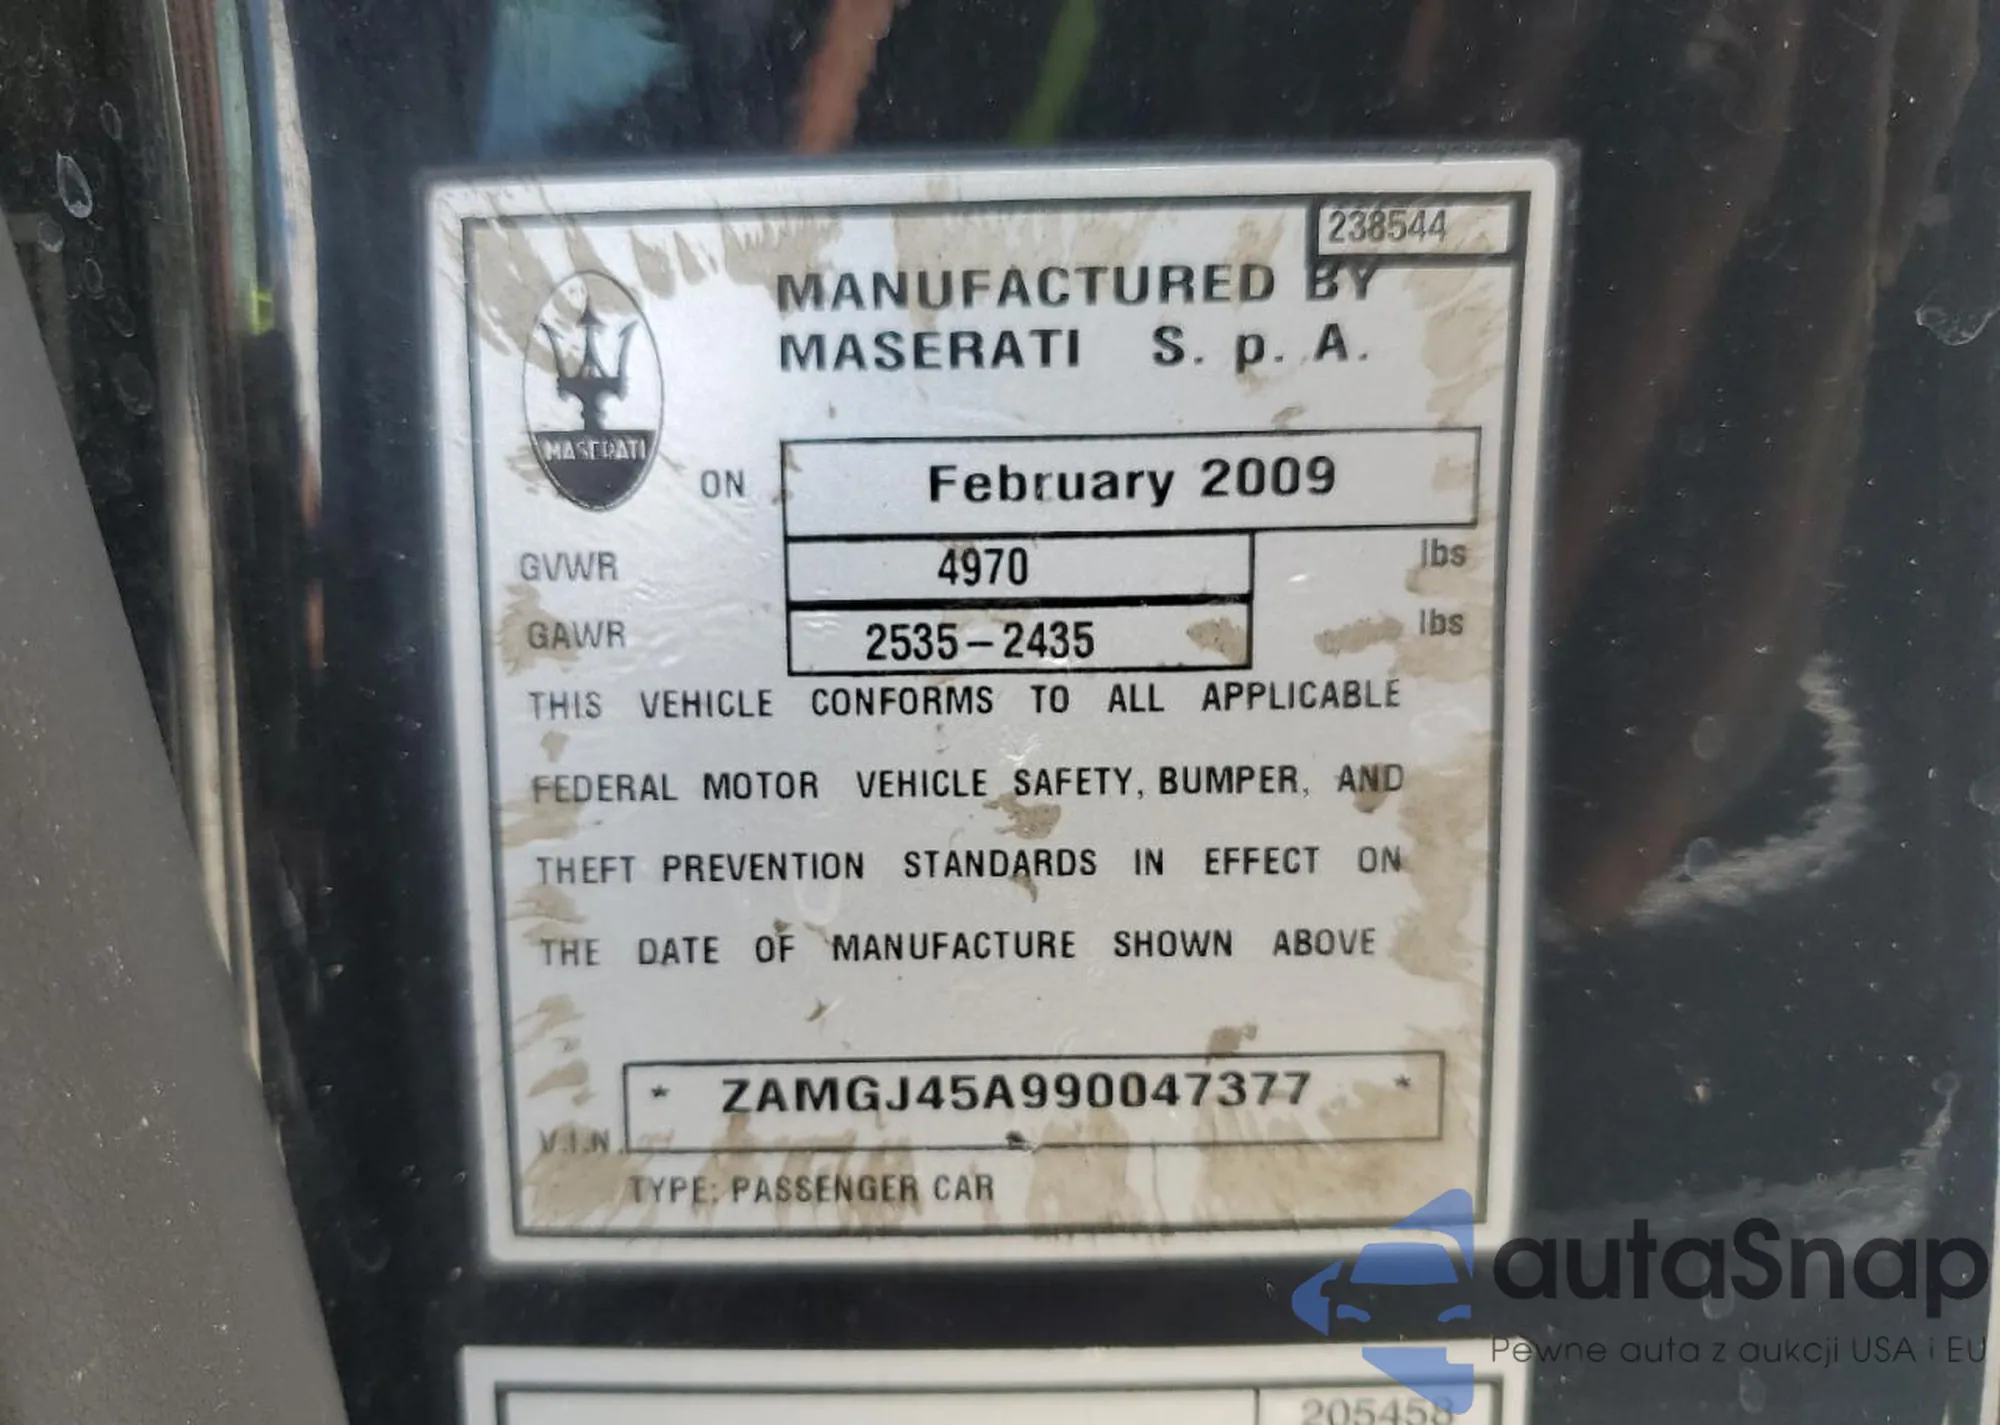 238544
MANUFACTURED BY
MASERATI S. p. A.
MASERATI
ON February 2009
GVWR 4970 lbs
GAWR 2535-2435 lbs
THIS VEHICLE CONFORMS TO ALL APPLICABLE
FEDERAL MOTOR VEHICLE SAFETY, BUMPER, AND
THEFT PREVENTION STANDARDS IN EFFECT ON
THE DATE OF MANUFACTURE SHOWN ABOVE
* ZAMGJ45A990047377 *
V.I.N.
TYPE: PASSENGER CAR
autaSnap
Pewne auta z aukcji USA i EU
205458